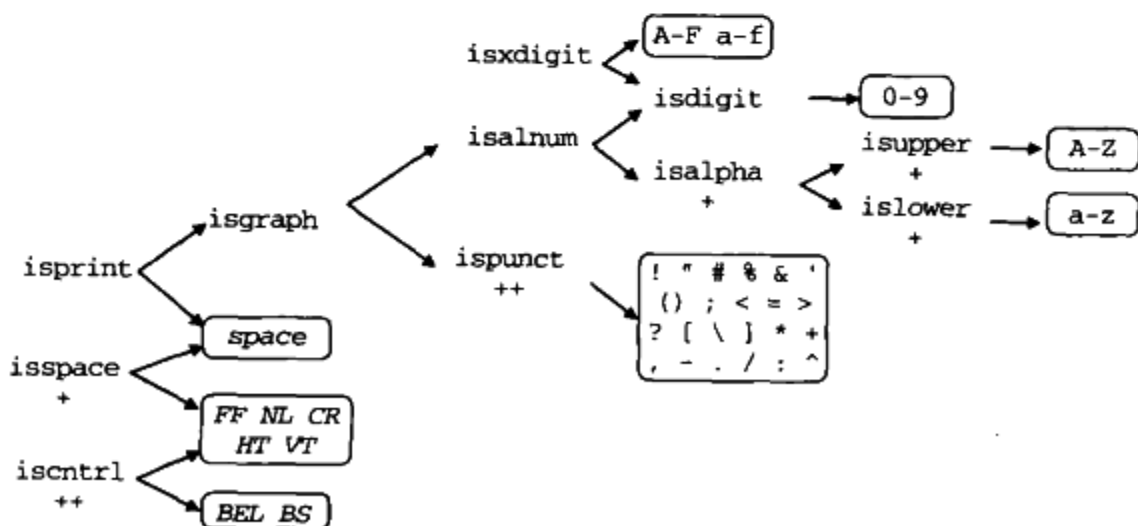 isxdigit
A-F a-f
isdigit
0-9
isalnum
isupper
+
A-Z
isalpha
+
islower
+
a-z
isgraph
isprint
ispunct
++
! " # % & '
() ; < = >
? [ \ ] * +
, - . / : ^
space
isspace
+
FF NL CR
HT VT
iscntrl
++
BEL BS